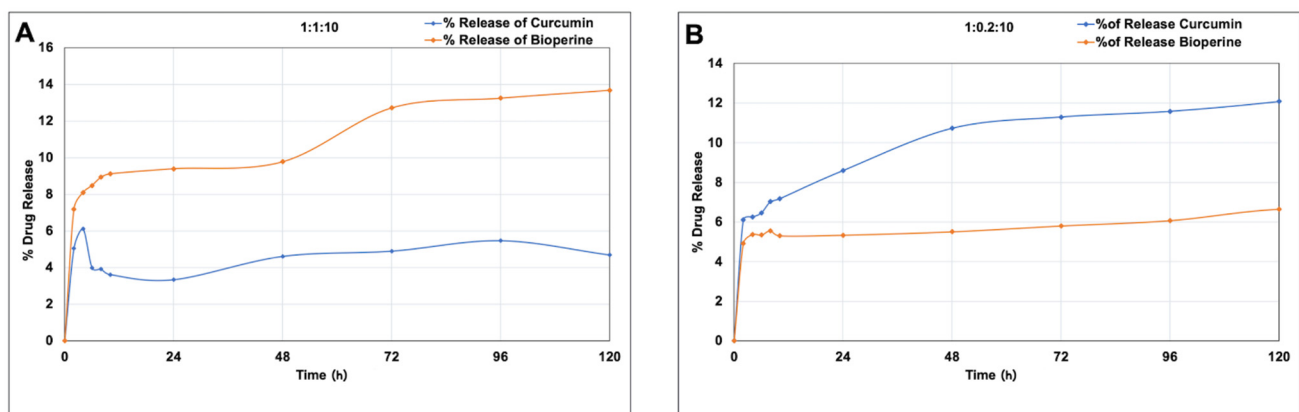 A
1:1:10
% Release of Curcumin
% Release of Bioperine
16
14
12
10
8
6
4
2
0
% Drug Release
0 24 48 72 96 120
Time (h)
B
1:0.2:10
%of Release Curcumin
%of Release Bioperine
14
12
10
8
6
4
2
0
% Drug Release
0 24 48 72 96 120
Time (h)